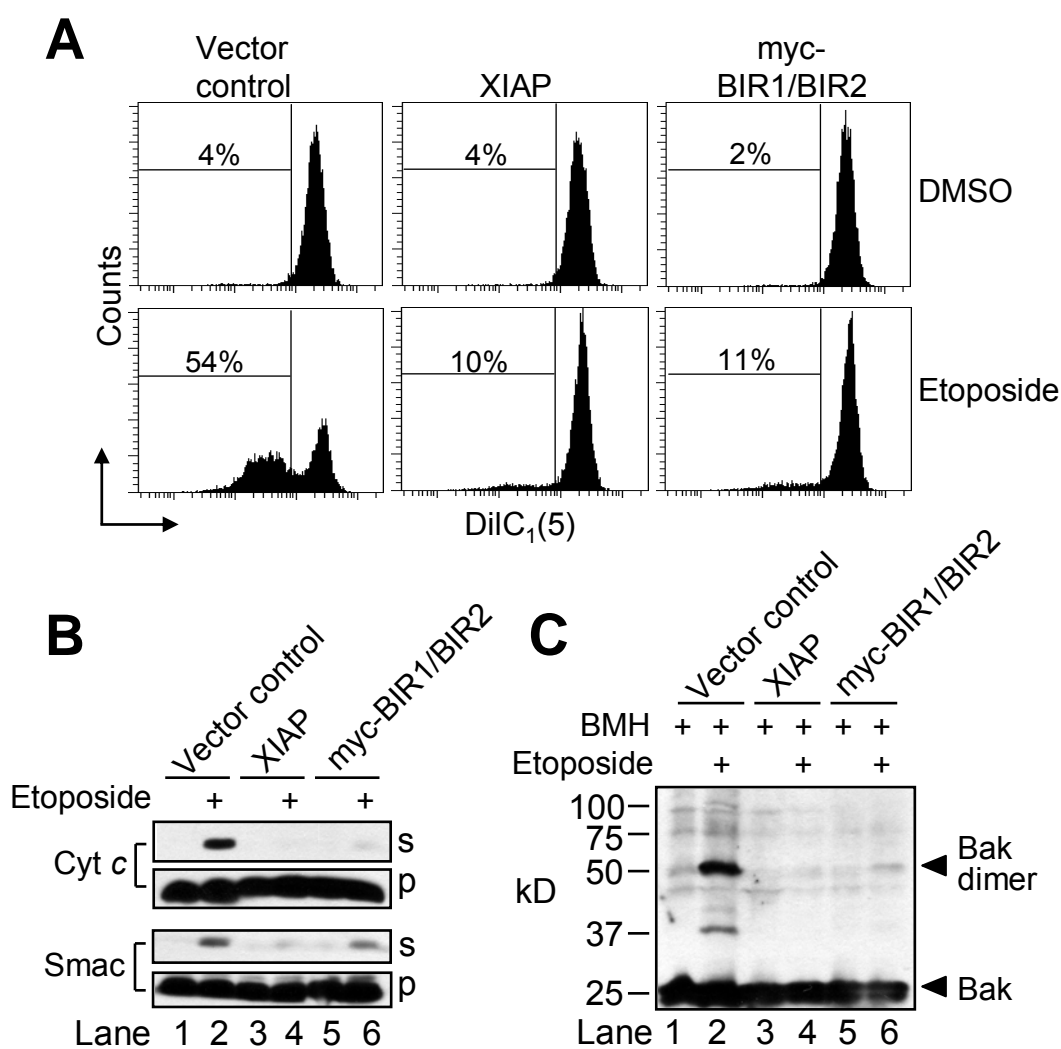 A
Vector
control
XIAP
myc-
BIR1/BIR2
4%
4%
2%
DMSO
Counts
54%
10%
11%
Etoposide
DiIC₁(5)
B
Vector control
XIAP
myc-BIR1/BIR2
Etoposide + + +
Cyt c
s
p
Smac
s
p
Lane 1 2 3 4 5 6
C
Vector control
XIAP
myc-BIR1/BIR2
BMH + + + + + +
Etoposide + + +
kD
100
75
50
37
25
Bak
dimer
Bak
Lane 1 2 3 4 5 6